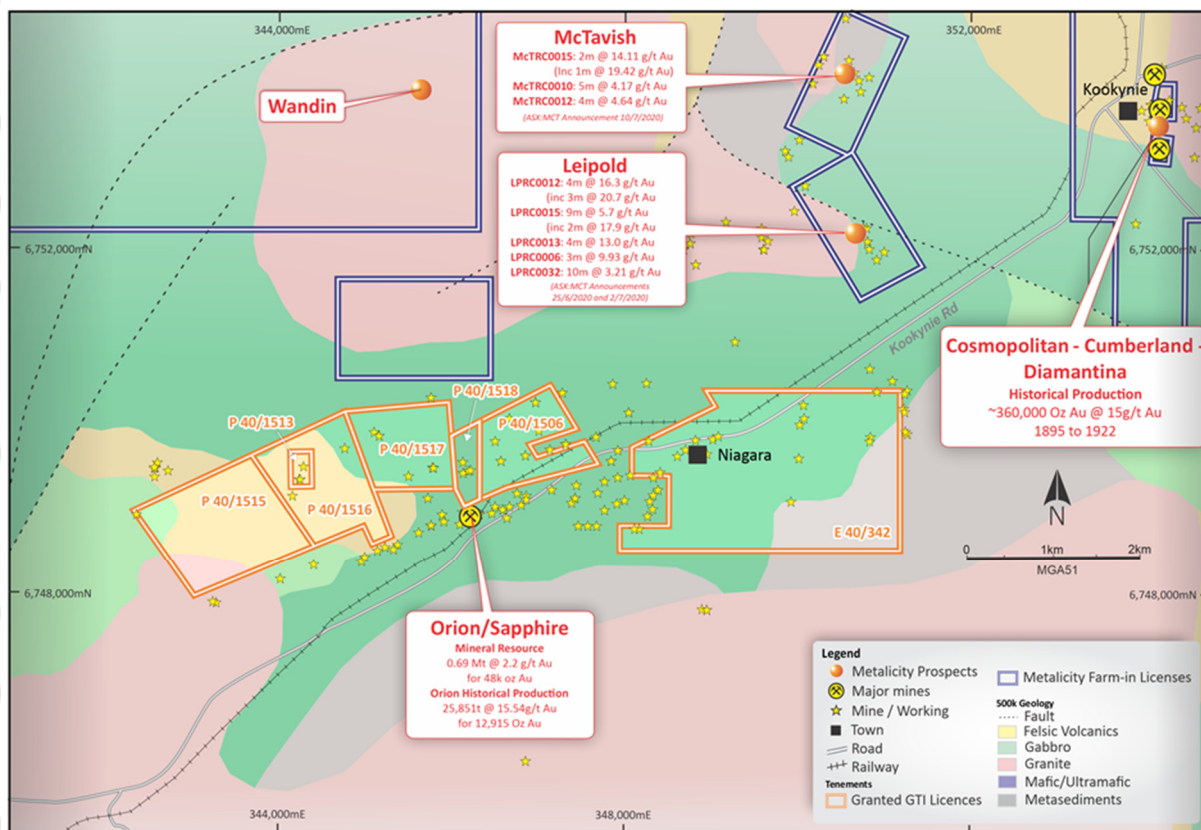 344,000mE
352,000mE
McTavish
McTRC0015: 2m @ 14.11 g/t Au
(Inc 1m @ 19.42 g/t Au)
McTRC0010: 5m @ 4.17 g/t Au
McTRC0012: 4m @ 4.64 g/t Au
(ASX:MCT Announcement 10/7/2020)
Wandin
Kookynie
Leipold
LPRC0012: 4m @ 16.3 g/t Au
(inc 3m @ 20.7 g/t Au
LPRC0015: 9m @ 5.7 g/t Au
(inc 2m @ 17.9 g/t Au
LPRC0013: 4m @ 13.0 g/t Au
LPRC0006: 3m @ 9.93 g/t Au
LPRC0032: 10m @ 3.21 g/t Au
(ASX:MCT Announcements
25/6/2020 and 2/7/2020)
6,752,000mN
6,752,000mN
Kookynie Rd
Cosmopolitan - Cumberland -
Diamantina
Historical Production
~360,000 Oz Au @ 15g/t Au
1895 to 1922
P 40/1518
P 40/1513
P 40/1517
P 40/1506
Niagara
P 40/1515
P 40/1516
E 40/342
N
0 1km 2km
MGA51
6,748,000mN
6,748,000mN
Orion/Sapphire
Mineral Resource
0.69 Mt @ 2.2 g/t Au
for 48k oz Au
Orion Historical Production
25,851t @ 15.54g/t Au
for 12,915 Oz Au
Legend
Metalicity Prospects
Major mines
Mine / Working
Town
Road
Railway
Tenements
Granted GTI Licences
Metalicity Farm-in Licenses
500k Geology
Fault
Felsic Volcanics
Gabbro
Granite
Mafic/Ultramafic
Metasediments
344,000mE
348,000mE